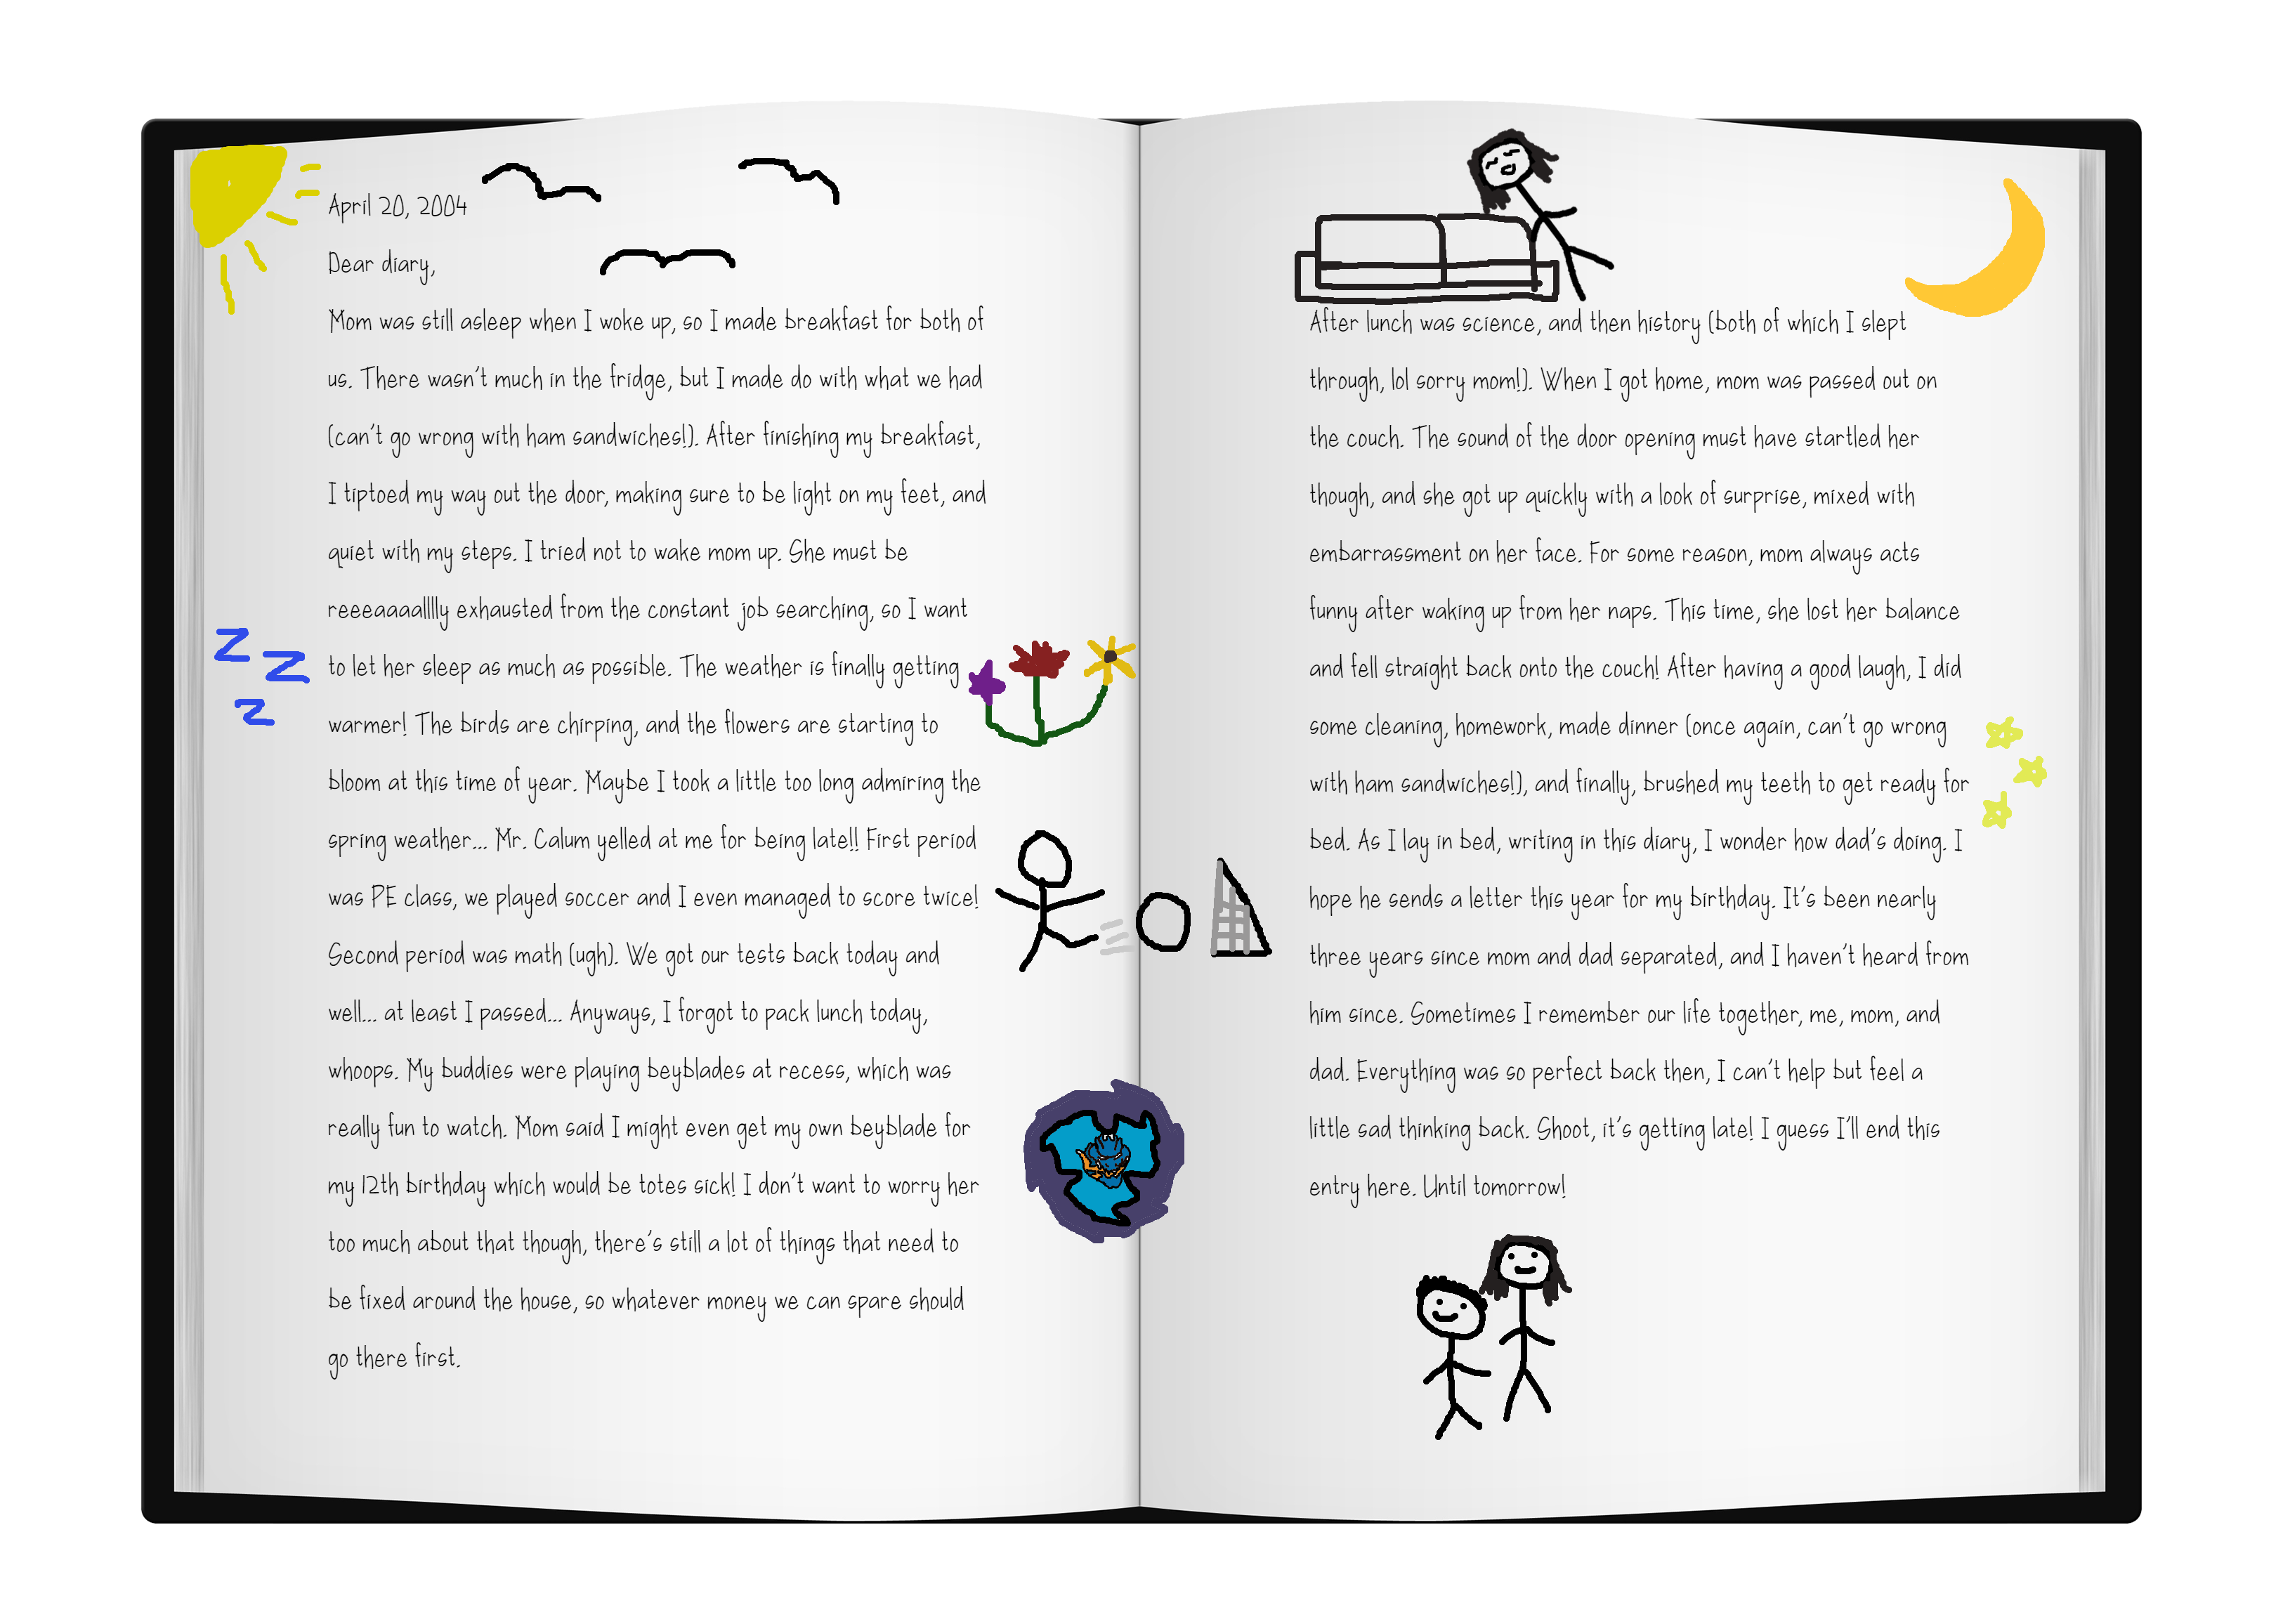 April 20, 2004
Dear diary,
Mom was still asleep when I woke up, so I made breakfast for both of
us. There wasn't much in the fridge, but I made do with what we had
(can't go wrong with ham sandwiches!). After finishing my breakfast,
I tiptoed my way out the door, making sure to be light on my feet, and
quiet with my steps. I tried not to wake mom up. She must be
reeeaaaalllly exhausted from the constant job searching, so I want
to let her sleep as much as possible. The weather is finally getting
warmer! The birds are chirping, and the flowers are starting to
bloom at this time of year. Maybe I took a little too long admiring the
spring weather... Mr. Calum yelled at me for being late!! First period
was PE class, we played soccer and I even managed to score twice!
Second period was math (ugh). We got our tests back today and
well... at least I passed... Anyways, I forgot to pack lunch today,
whoops. My buddies were playing beyblades at recess, which was
really fun to watch. Mom said I might even get my own beyblade for
my 12th birthday which would be totes sick! I don't want to worry her
too much about that though, there's still a lot of things that need to
be fixed around the house, so whatever money we can spare should
go there first.
z z
z
After lunch was science, and then history (both of which I slept
through, lol sorry mom!). When I got home, mom was passed out on
the couch. The sound of the door opening must have startled her
though, and she got up quickly with a look of surprise, mixed with
embarrassment on her face. For some reason, mom always acts
funny after waking up from her naps. This time, she lost her balance
and fell straight back onto the couch! After having a good laugh, I did
some cleaning, homework, made dinner (once again, can't go wrong
with ham sandwiches!), and finally, brushed my teeth to get ready for
bed. As I lay in bed, writing in this diary, I wonder how dad's doing. I
hope he sends a letter this year for my birthday. It's been nearly
three years since mom and dad separated, and I haven't heard from
him since. Sometimes I remember our life together, me, mom, and
dad. Everything was so perfect back then, I can't help but feel a
little sad thinking back. Shoot, it's getting late! I guess I'll end this
entry here. Until tomorrow!